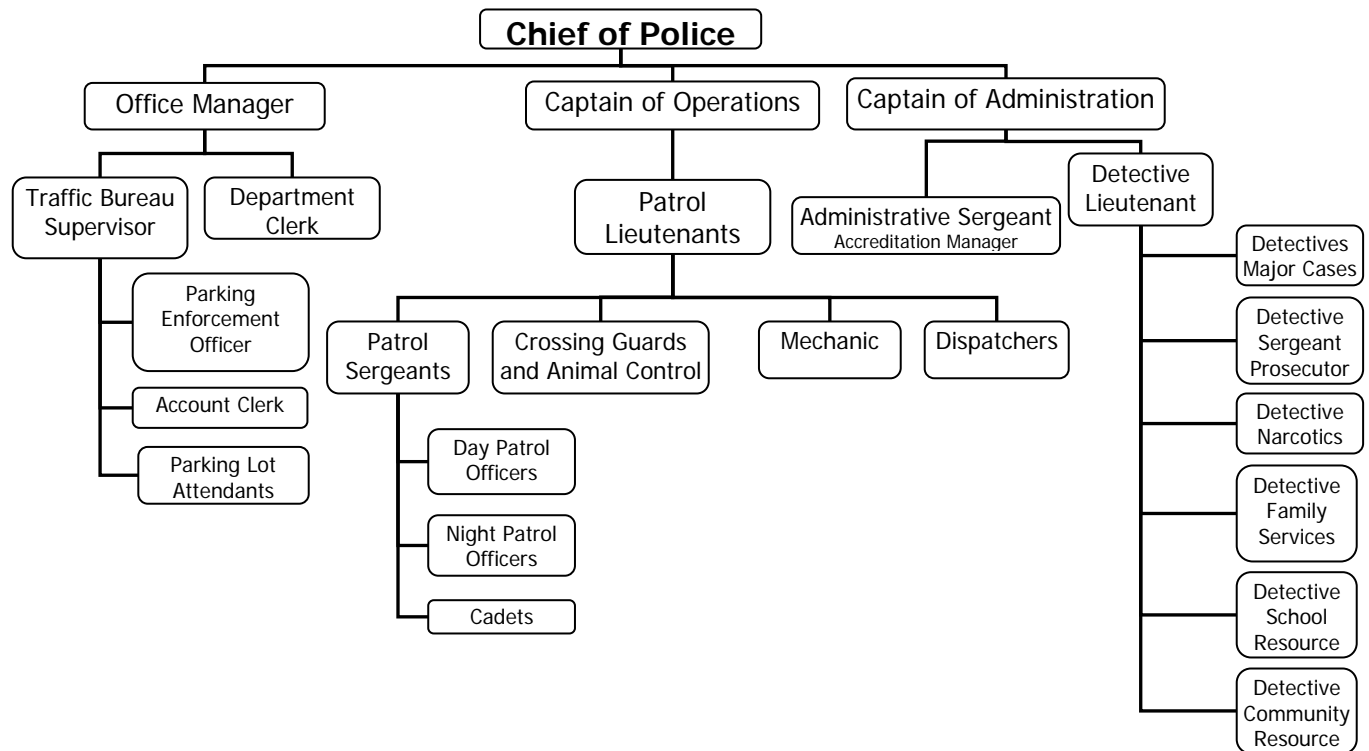 Chief of Police
Office Manager
Captain of Operations
Captain of Administration
Traffic Bureau
Supervisor
Department
Clerk
Patrol
Lieutenants
Administrative Sergeant
Accreditation Manager
Detective
Lieutenant
Parking
Enforcement
Officer
Account Clerk
Parking Lot
Attendants
Patrol
Sergeants
Crossing Guards
and Animal Control
Mechanic
Dispatchers
Day Patrol
Officers
Night Patrol
Officers
Cadets
Detectives
Major Cases
Detective
Sergeant
Prosecutor
Detective
Narcotics
Detective
Family
Services
Detective
School
Resource
Detective
Community
Resource